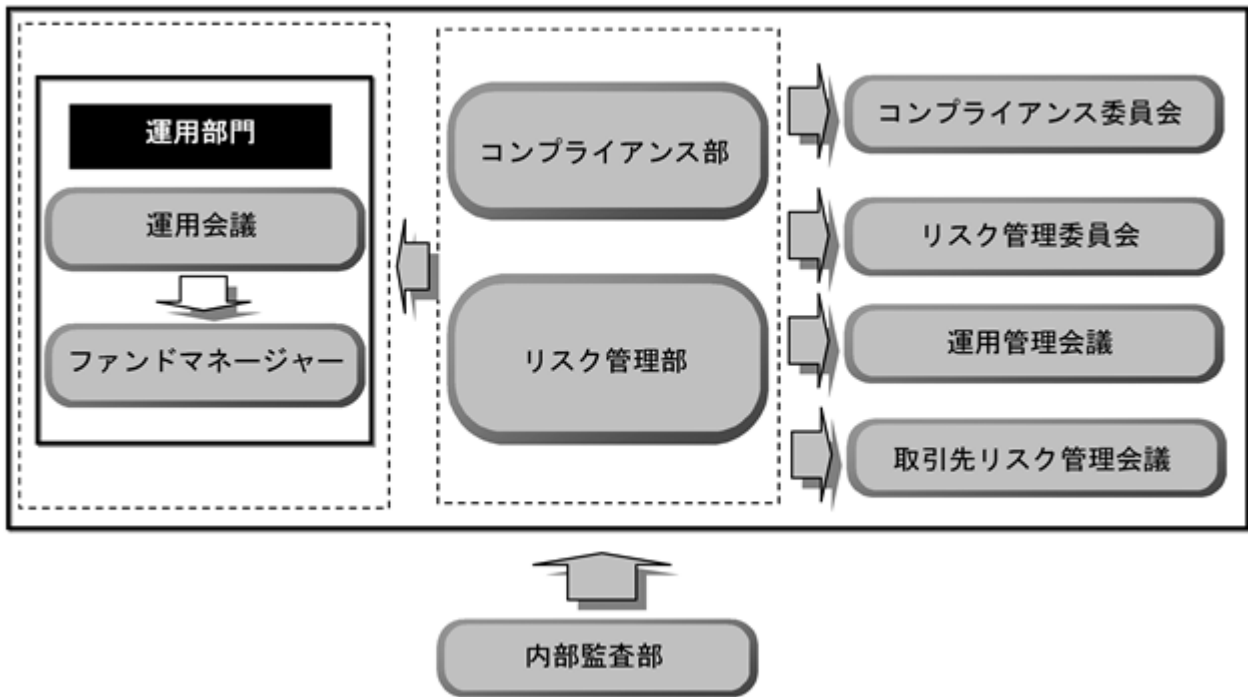 運用部門
運用会議
ファンドマネージャー
コンプライアンス部
リスク管理部
コンプライアンス委員会
リスク管理委員会
運用管理会議
取引先リスク管理会議
内部監査部